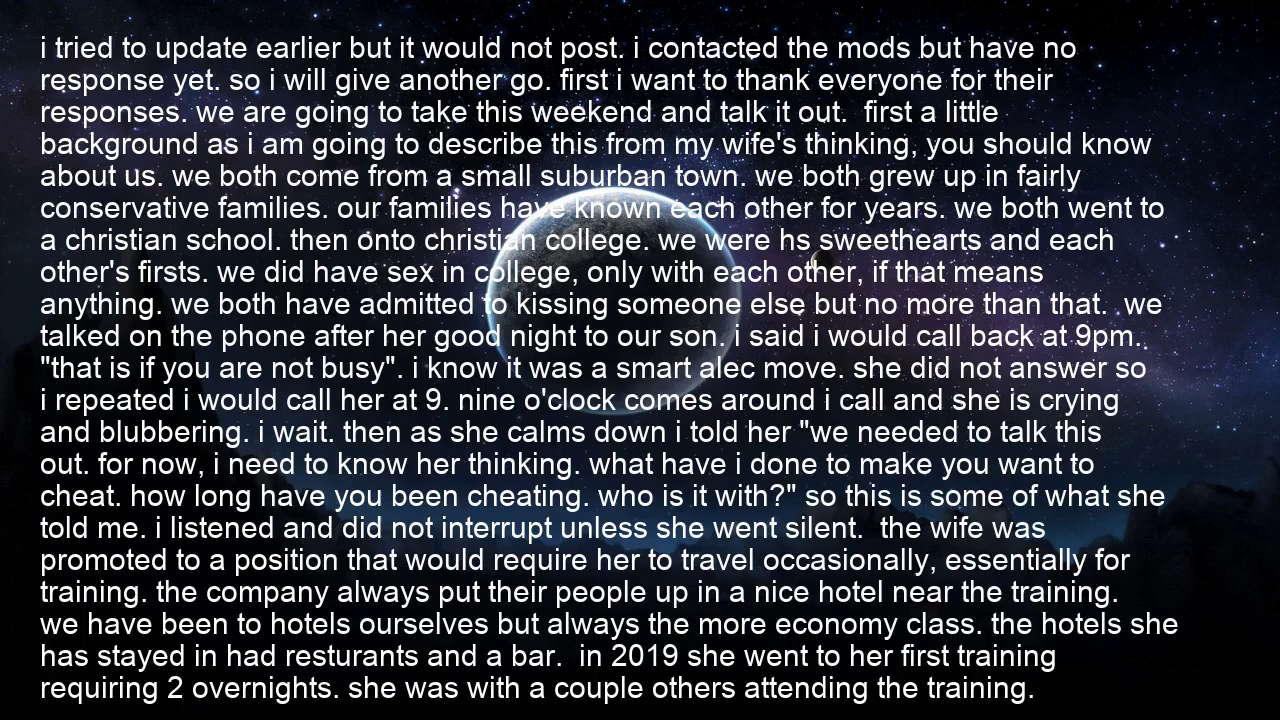 i tried to update earlier but it would not post. i contacted the mods but have no
response yet. so i will give another go. first i want to thank everyone for their
responses. we are going to take this weekend and talk it out.  first a little
background as i am going to describe this from my wife's thinking, you should know
about us. we both come from a small suburban town. we both grew up in fairly
conservative families. our families have known each other for years. we both went to
a christian school. then onto christian college. we were hs sweethearts and each
other's firsts. we did have sex in college, only with each other, if that means
anything. we both have admitted to kissing someone else but no more than that.  we
talked on the phone after her good night to our son. i said i would call back at 9pm.
"that is if you are not busy". i know it was a smart alec move. she did not answer so
i repeated i would call her at 9. nine o'clock comes around i call and she is crying
and blubbering. i wait. then as she calms down i told her "we needed to talk this
out. for now, i need to know her thinking. what have i done to make you want to
cheat. how long have you been cheating. who is it with?" so this is some of what she
told me. i listened and did not interrupt unless she went silent.  the wife was
promoted to a position that would require her to travel occasionally, essentially for
training. the company always put their people up in a nice hotel near the training.
we have been to hotels ourselves but always the more economy class. the hotels she
has stayed in had resturants and a bar.  in 2019 she went to her first training
requiring 2 overnights. she was with a couple others attending the training.